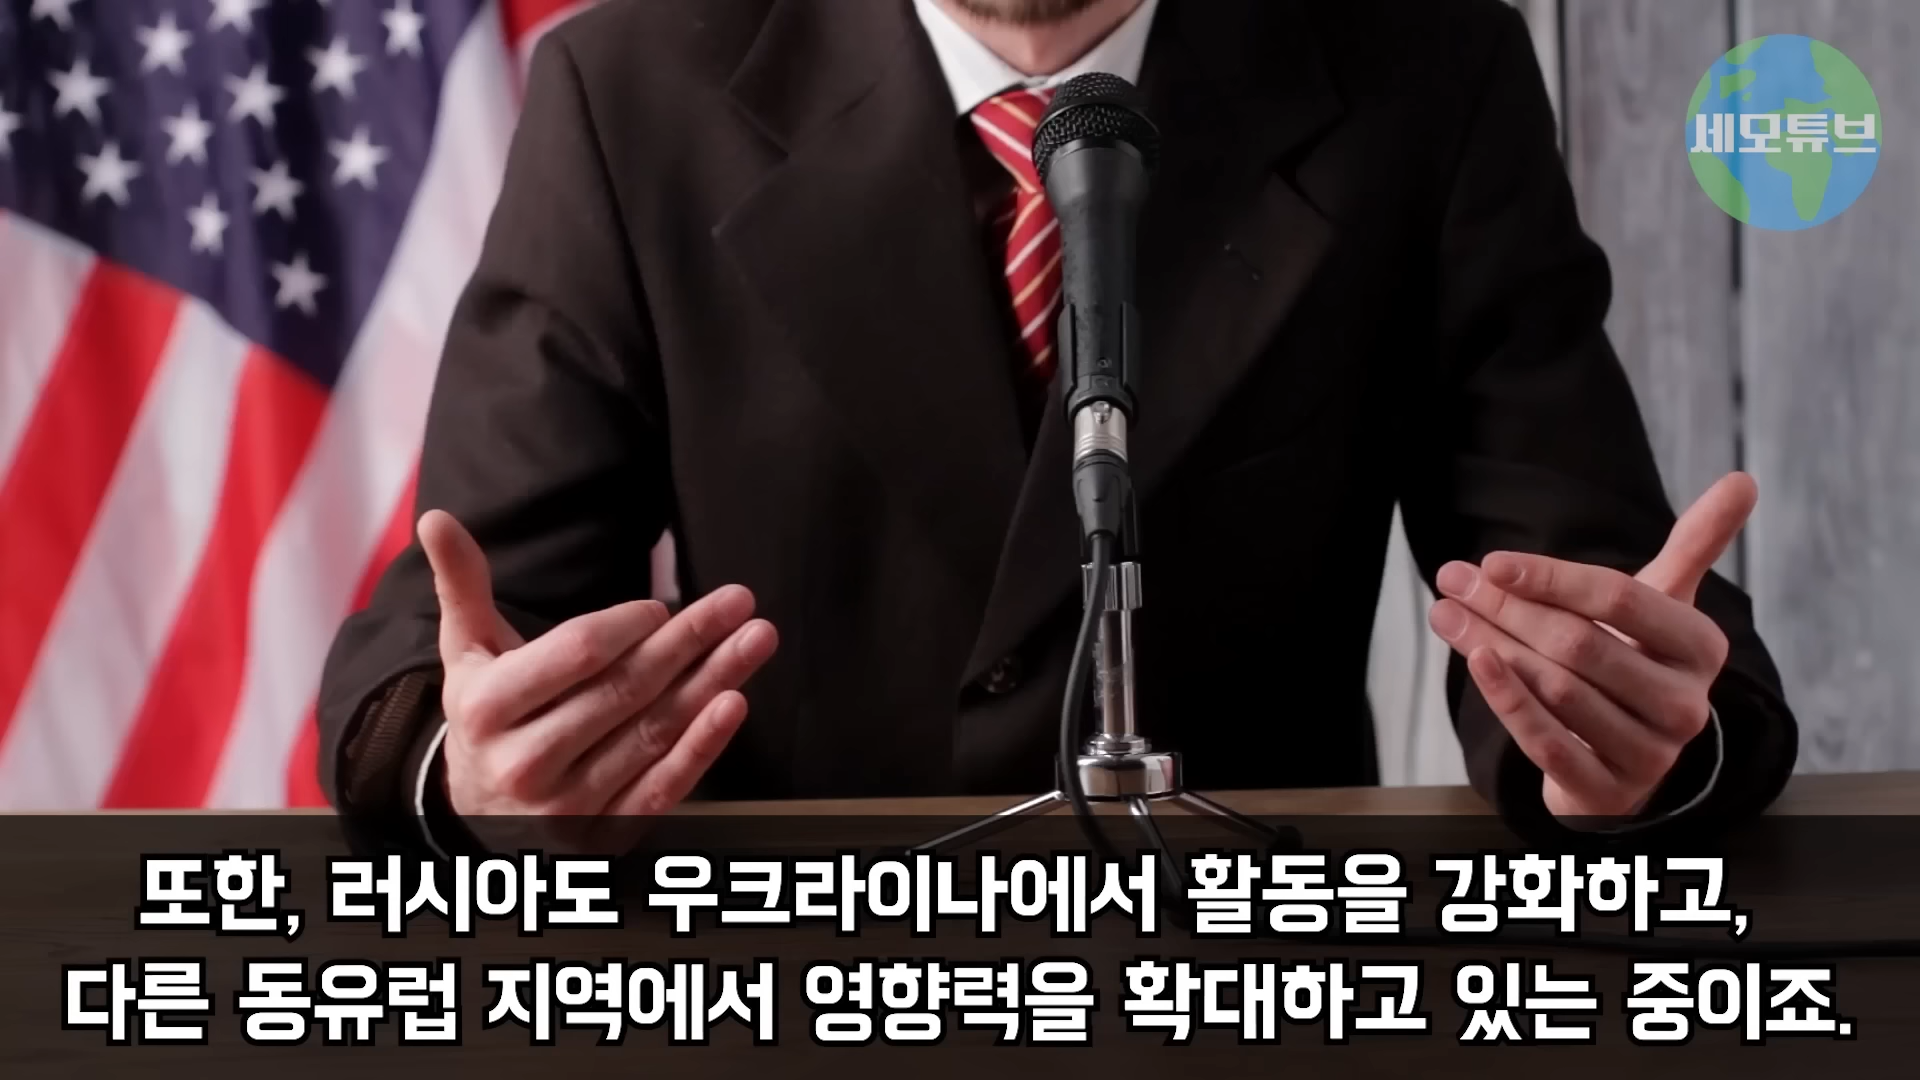 세모튜브
또한, 러시아도 우크라이나에서 활동을 강화하고,
다른 동유럽 지역에서 영향력을 확대하고 있는 중이죠.